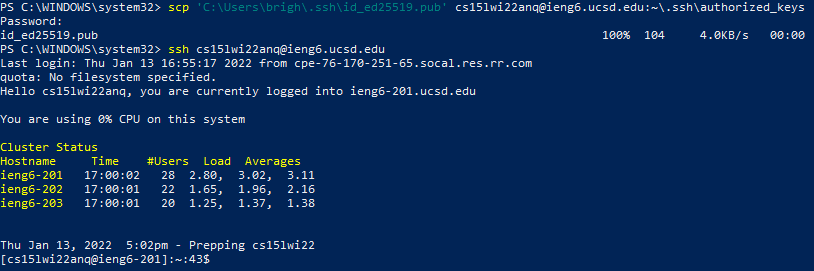 PS C:\WINDOWS\system32> scp 'C:\Users\brigh\.ssh\id_ed25519.pub' cs15lwi22anq@ieng6.ucsd.edu:~\.ssh\authorized_keys
Password:
id_ed25519.pub 100% 104 4.0KB/s 00:00
PS C:\WINDOWS\system32> ssh cs15lwi22anq@ieng6.ucsd.edu
Last login: Thu Jan 13 16:55:17 2022 from cpe-76-170-251-65.socal.res.rr.com
quota: No filesystem specified.
Hello cs15lwi22anq, you are currently logged into ieng6-201.ucsd.edu
You are using 0% CPU on this system
Cluster Status
Hostname Time #Users Load Averages
ieng6-201 17:00:02 28 2.80, 3.02, 3.11
ieng6-202 17:00:01 22 1.65, 1.96, 2.16
ieng6-203 17:00:01 20 1.25, 1.37, 1.38
Thu Jan 13, 2022 5:02pm - Prepping cs15lwi22
[cs15lwi22anq@ieng6-201]:~:43$